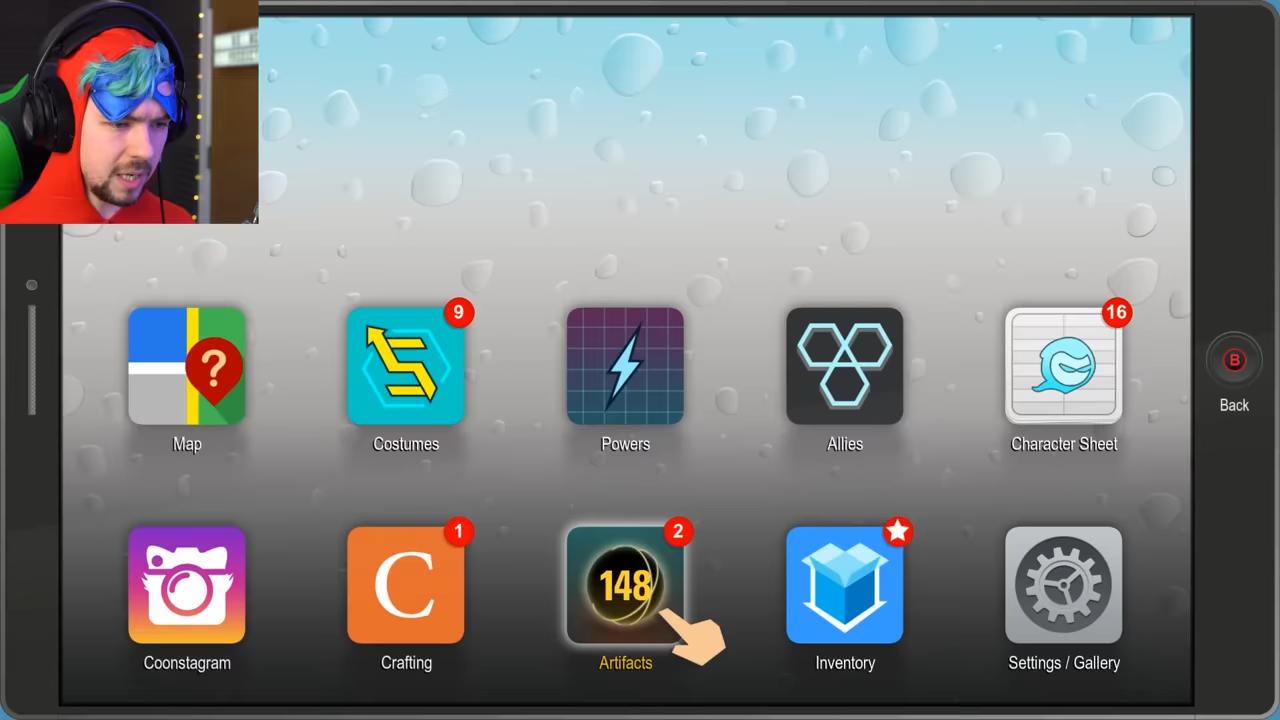 9
16
?
Map
Costumes
Powers
Allies
Character Sheet
B
Back
1
2
C
148
Coonstagram
Crafting
Artifacts
Inventory
Settings / Gallery